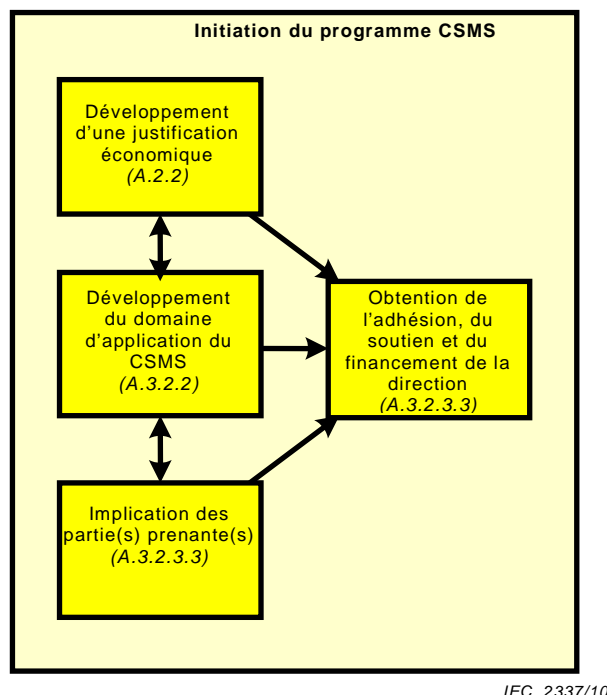 Initiation du programme CSMS
Développement
d'une justification
économique
(A.2.2)
Développement
du domaine
d'application du
CSMS
(A.3.2.2)
Obtention de
l'adhésion, du
soutien et du
financement de la
direction
(A.3.2.3.3)
Implication des
partie(s) prenante(s)
(A.3.2.3.3)
IEC 2337/10